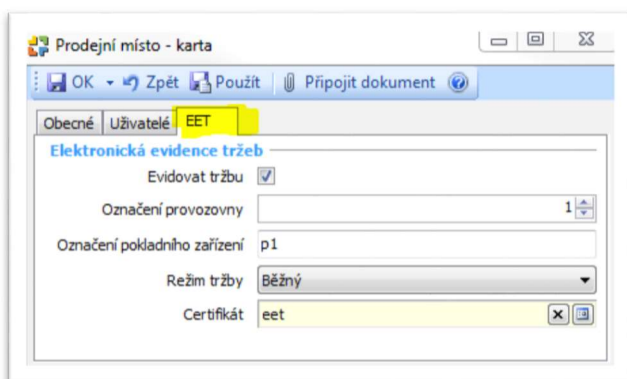 Prodejní místo - karta
OK Zpět Použít Připojit dokument
Obecné Uživatelé EET
Elektronická evidence tržeb
Evidovat tržbu
Označení provozovny 1
Označení pokladního zařízení p1
Režim tržby Běžný
Certifikát eet